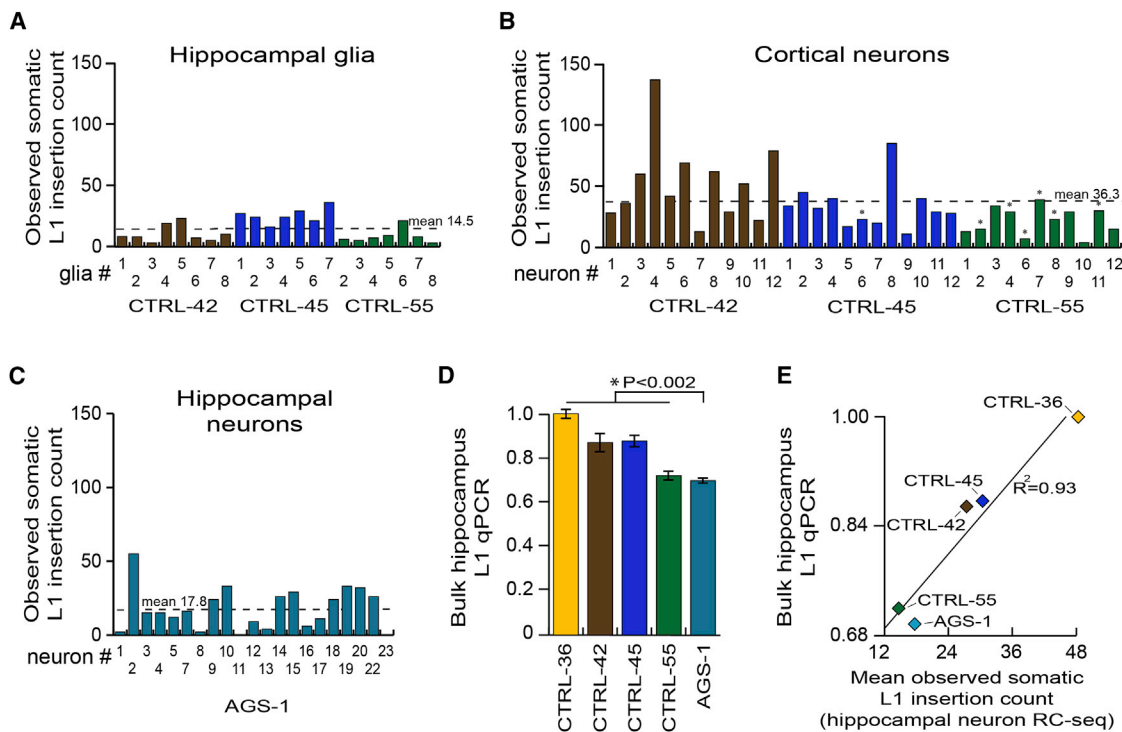 A
Hippocampal glia
Observed somatic
L1 insertion count
150
100
50
0
mean 14.5
glia #
1 3 5 7 1 3 5 7 1 3 5 7
2 4 6 8 2 4 6 2 4 6 8
CTRL-42 CTRL-45 CTRL-55
B
Cortical neurons
Observed somatic
L1 insertion count
150
100
50
0
mean 36.3
* * * * * * *
neuron #
1 3 5 7 9 11 1 3 5 7 9 11 1 3 5 7 9 12
2 4 6 8 10 12 2 4 6 8 10 12 2 4 6 8 10 11
CTRL-42 CTRL-45 CTRL-55
C
Hippocampal
neurons
Observed somatic
L1 insertion count
150
100
50
0
mean 17.8
neuron #
1 3 5 8 10 12 14 16 18 20 23
2 4 7 9 11 13 15 17 19 22
AGS-1
D
* P<0.002
Bulk hippocampus
L1 qPCR
1.0
0.8
0.6
0.4
0.2
0
CTRL-36
CTRL-42
CTRL-45
CTRL-55
AGS-1
E
Bulk hippocampus
L1 qPCR
1.00
0.84
0.68
CTRL-36
CTRL-45
R²=0.93
CTRL-42
CTRL-55
AGS-1
12 24 36 48
Mean observed somatic
L1 insertion count
(hippocampal neuron RC-seq)